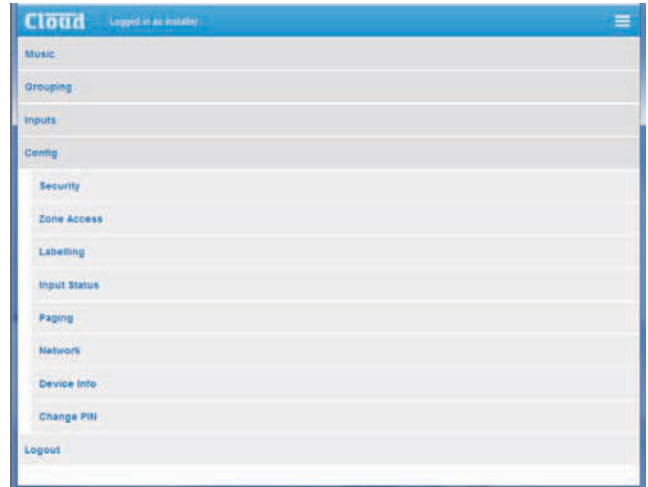 Cloud Logged in as installer
Music
Grouping
Inputs
Config
Security
Zone Access
Labelling
Input Status
Paging
Network
Device Info
Change PIN
Logout